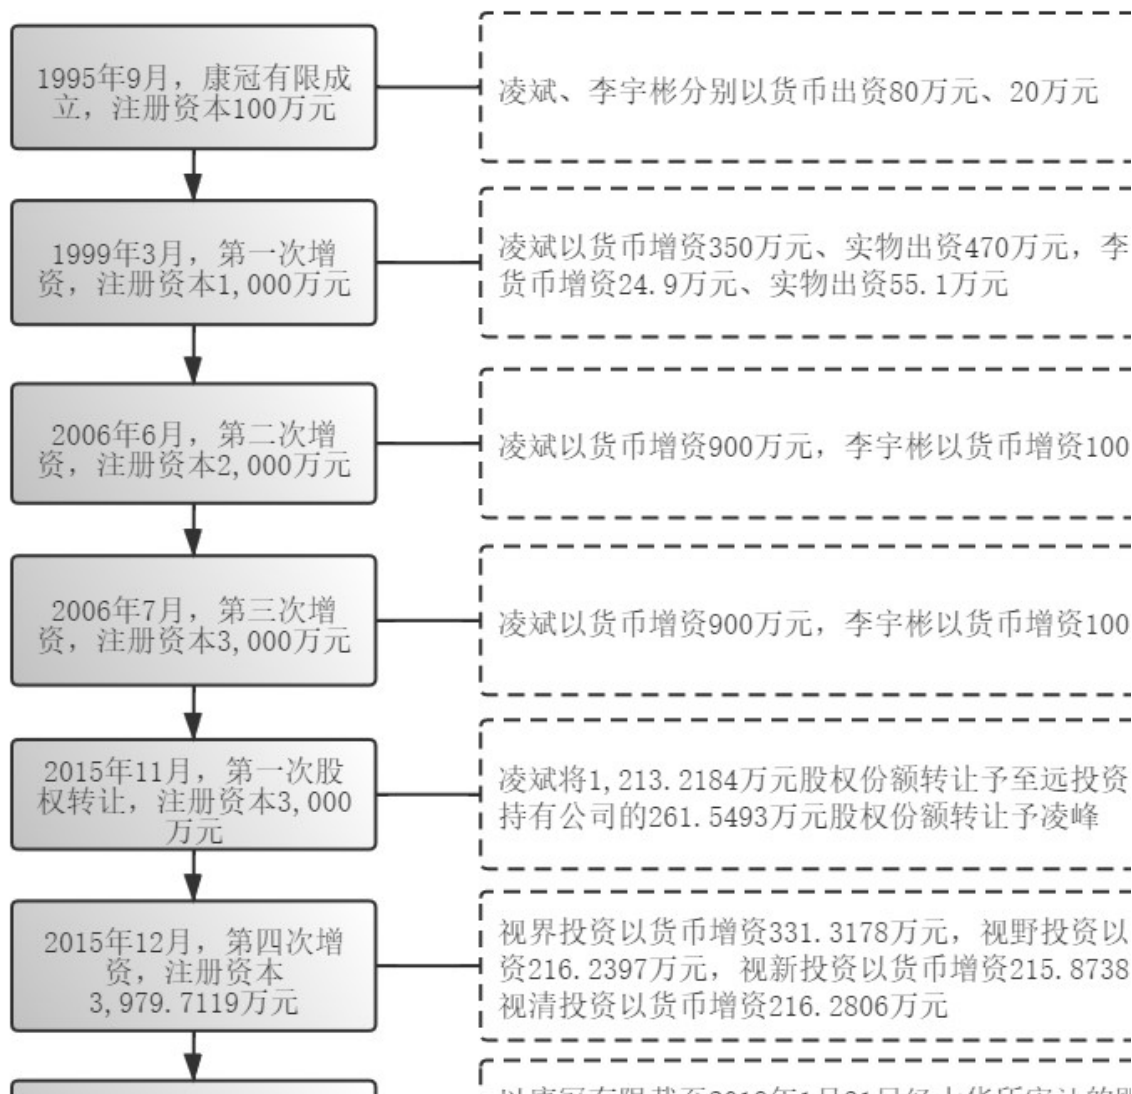 1995年9月，康冠有限成
立，注册资本100万元
凌斌、李宇彬分别以货币出资80万元、20万元
1999年3月，第一次增
资，注册资本1,000万元
凌斌以货币增资350万元、实物出资470万元，李
货币增资24.9万元、实物出资55.1万元
2006年6月，第二次增
资，注册资本2,000万元
凌斌以货币增资900万元，李宇彬以货币增资100
2006年7月，第三次增
资，注册资本3,000万元
凌斌以货币增资900万元，李宇彬以货币增资100
2015年11月，第一次股
权转让，注册资本3,000
万元
凌斌将1,213.2184万元股权份额转让予至远投资
持有公司的261.5493万元股权份额转让予凌峰
2015年12月，第四次增
资，注册资本
3,979.7119万元
视界投资以货币增资331.3178万元，视野投资以
资216.2397万元，视新投资以货币增资215.8738
视清投资以货币增资216.2806万元